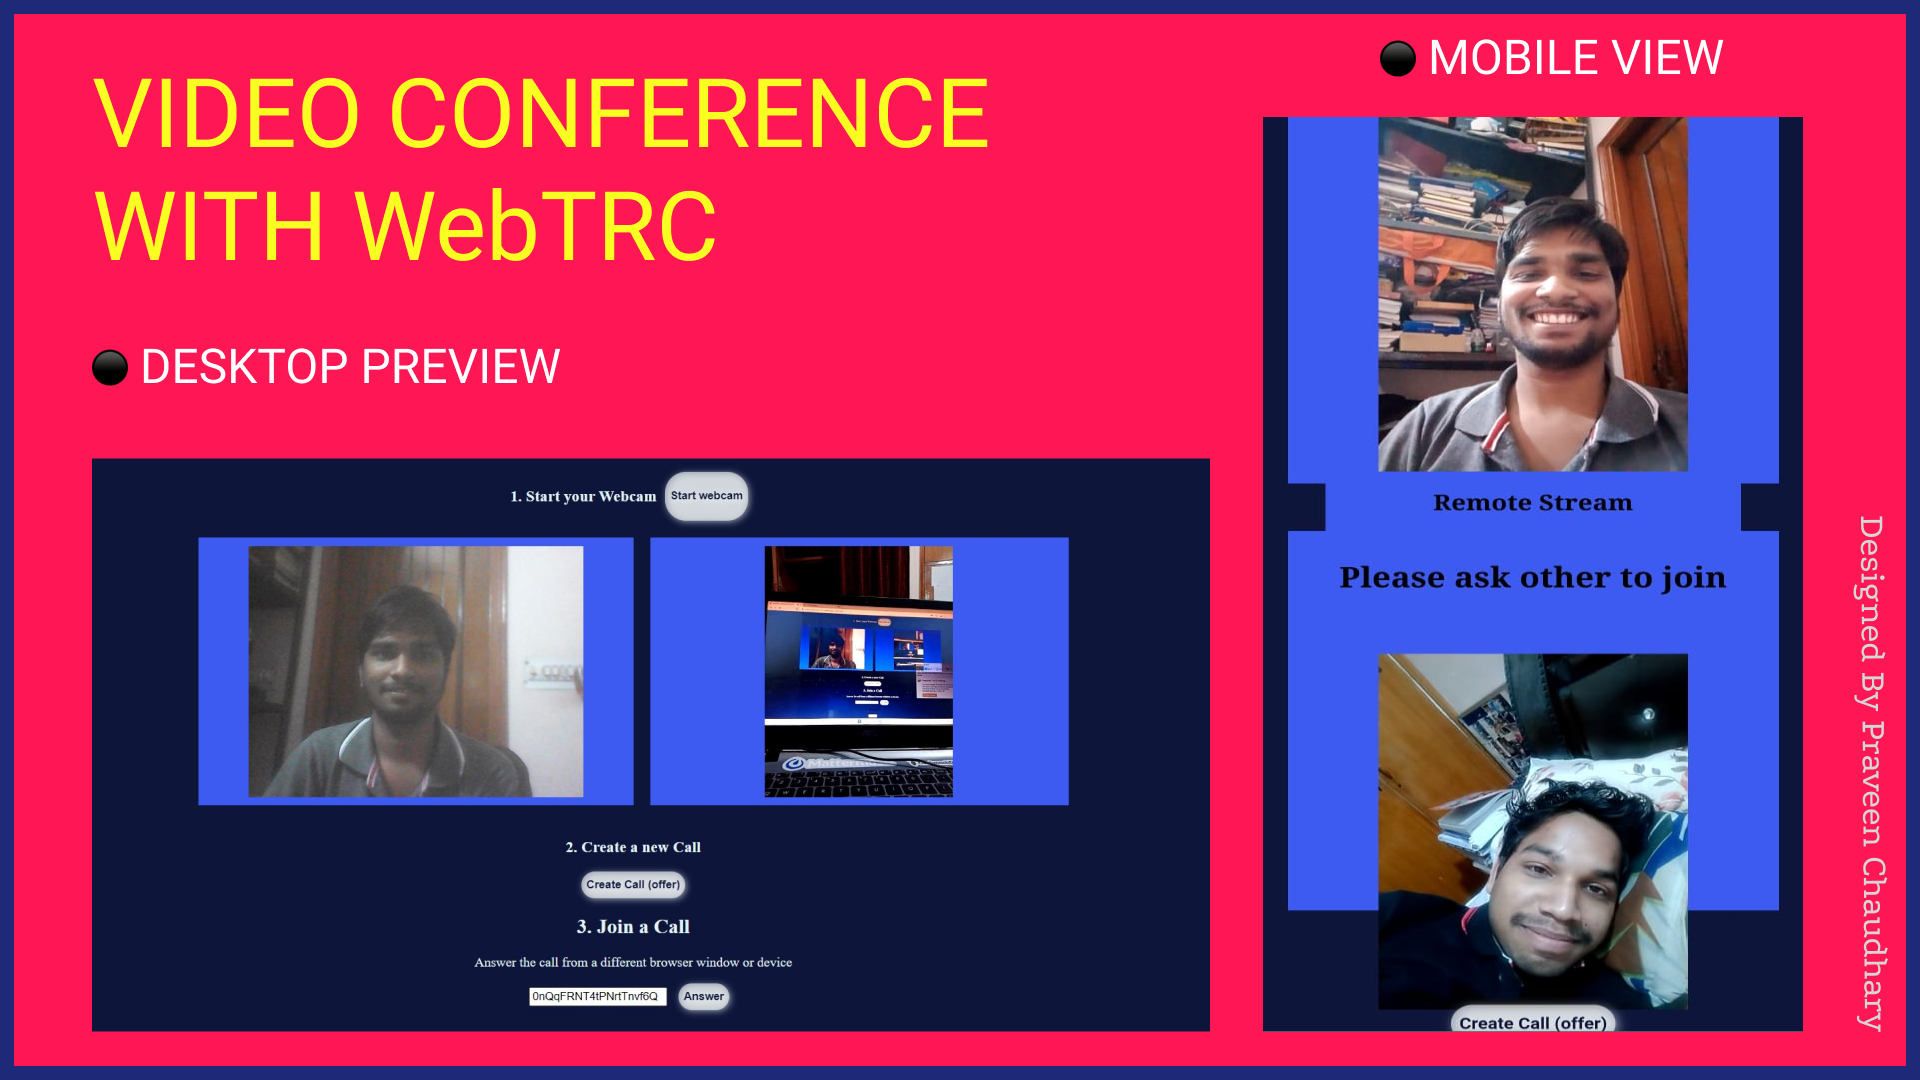 VIDEO CONFERENCE
WITH WebTRC
DESKTOP PREVIEW
1. Start your Webcam Start webcam
2. Create a new Call
Create Call (offer)
3. Join a Call
Answer the call from a different browser window or device
0nQqFRNT4tPNrtTnvf6Q Answer
MOBILE VIEW
Remote Stream
Please ask other to join
Create Call (offer)
Designed By Praveen Chaudhary